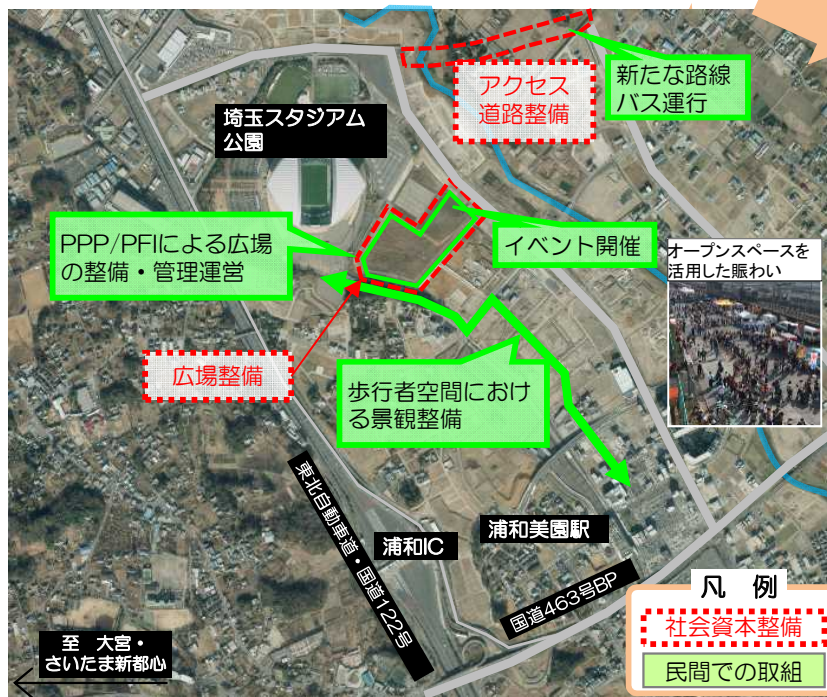 アクセス
道路整備
新たな路線
バス運行
埼玉スタジアム
公園
PPP/PFIによる広場
の整備・管理運営
イベント開催
オープンスペースを
活用した賑わい
広場整備
歩行者空間におけ
る景観整備
東北自動車道・国道122号
浦和IC
浦和美園駅
国道463号BP
至 大宮・
さいたま新都心
凡 例
社会資本整備
民間での取組